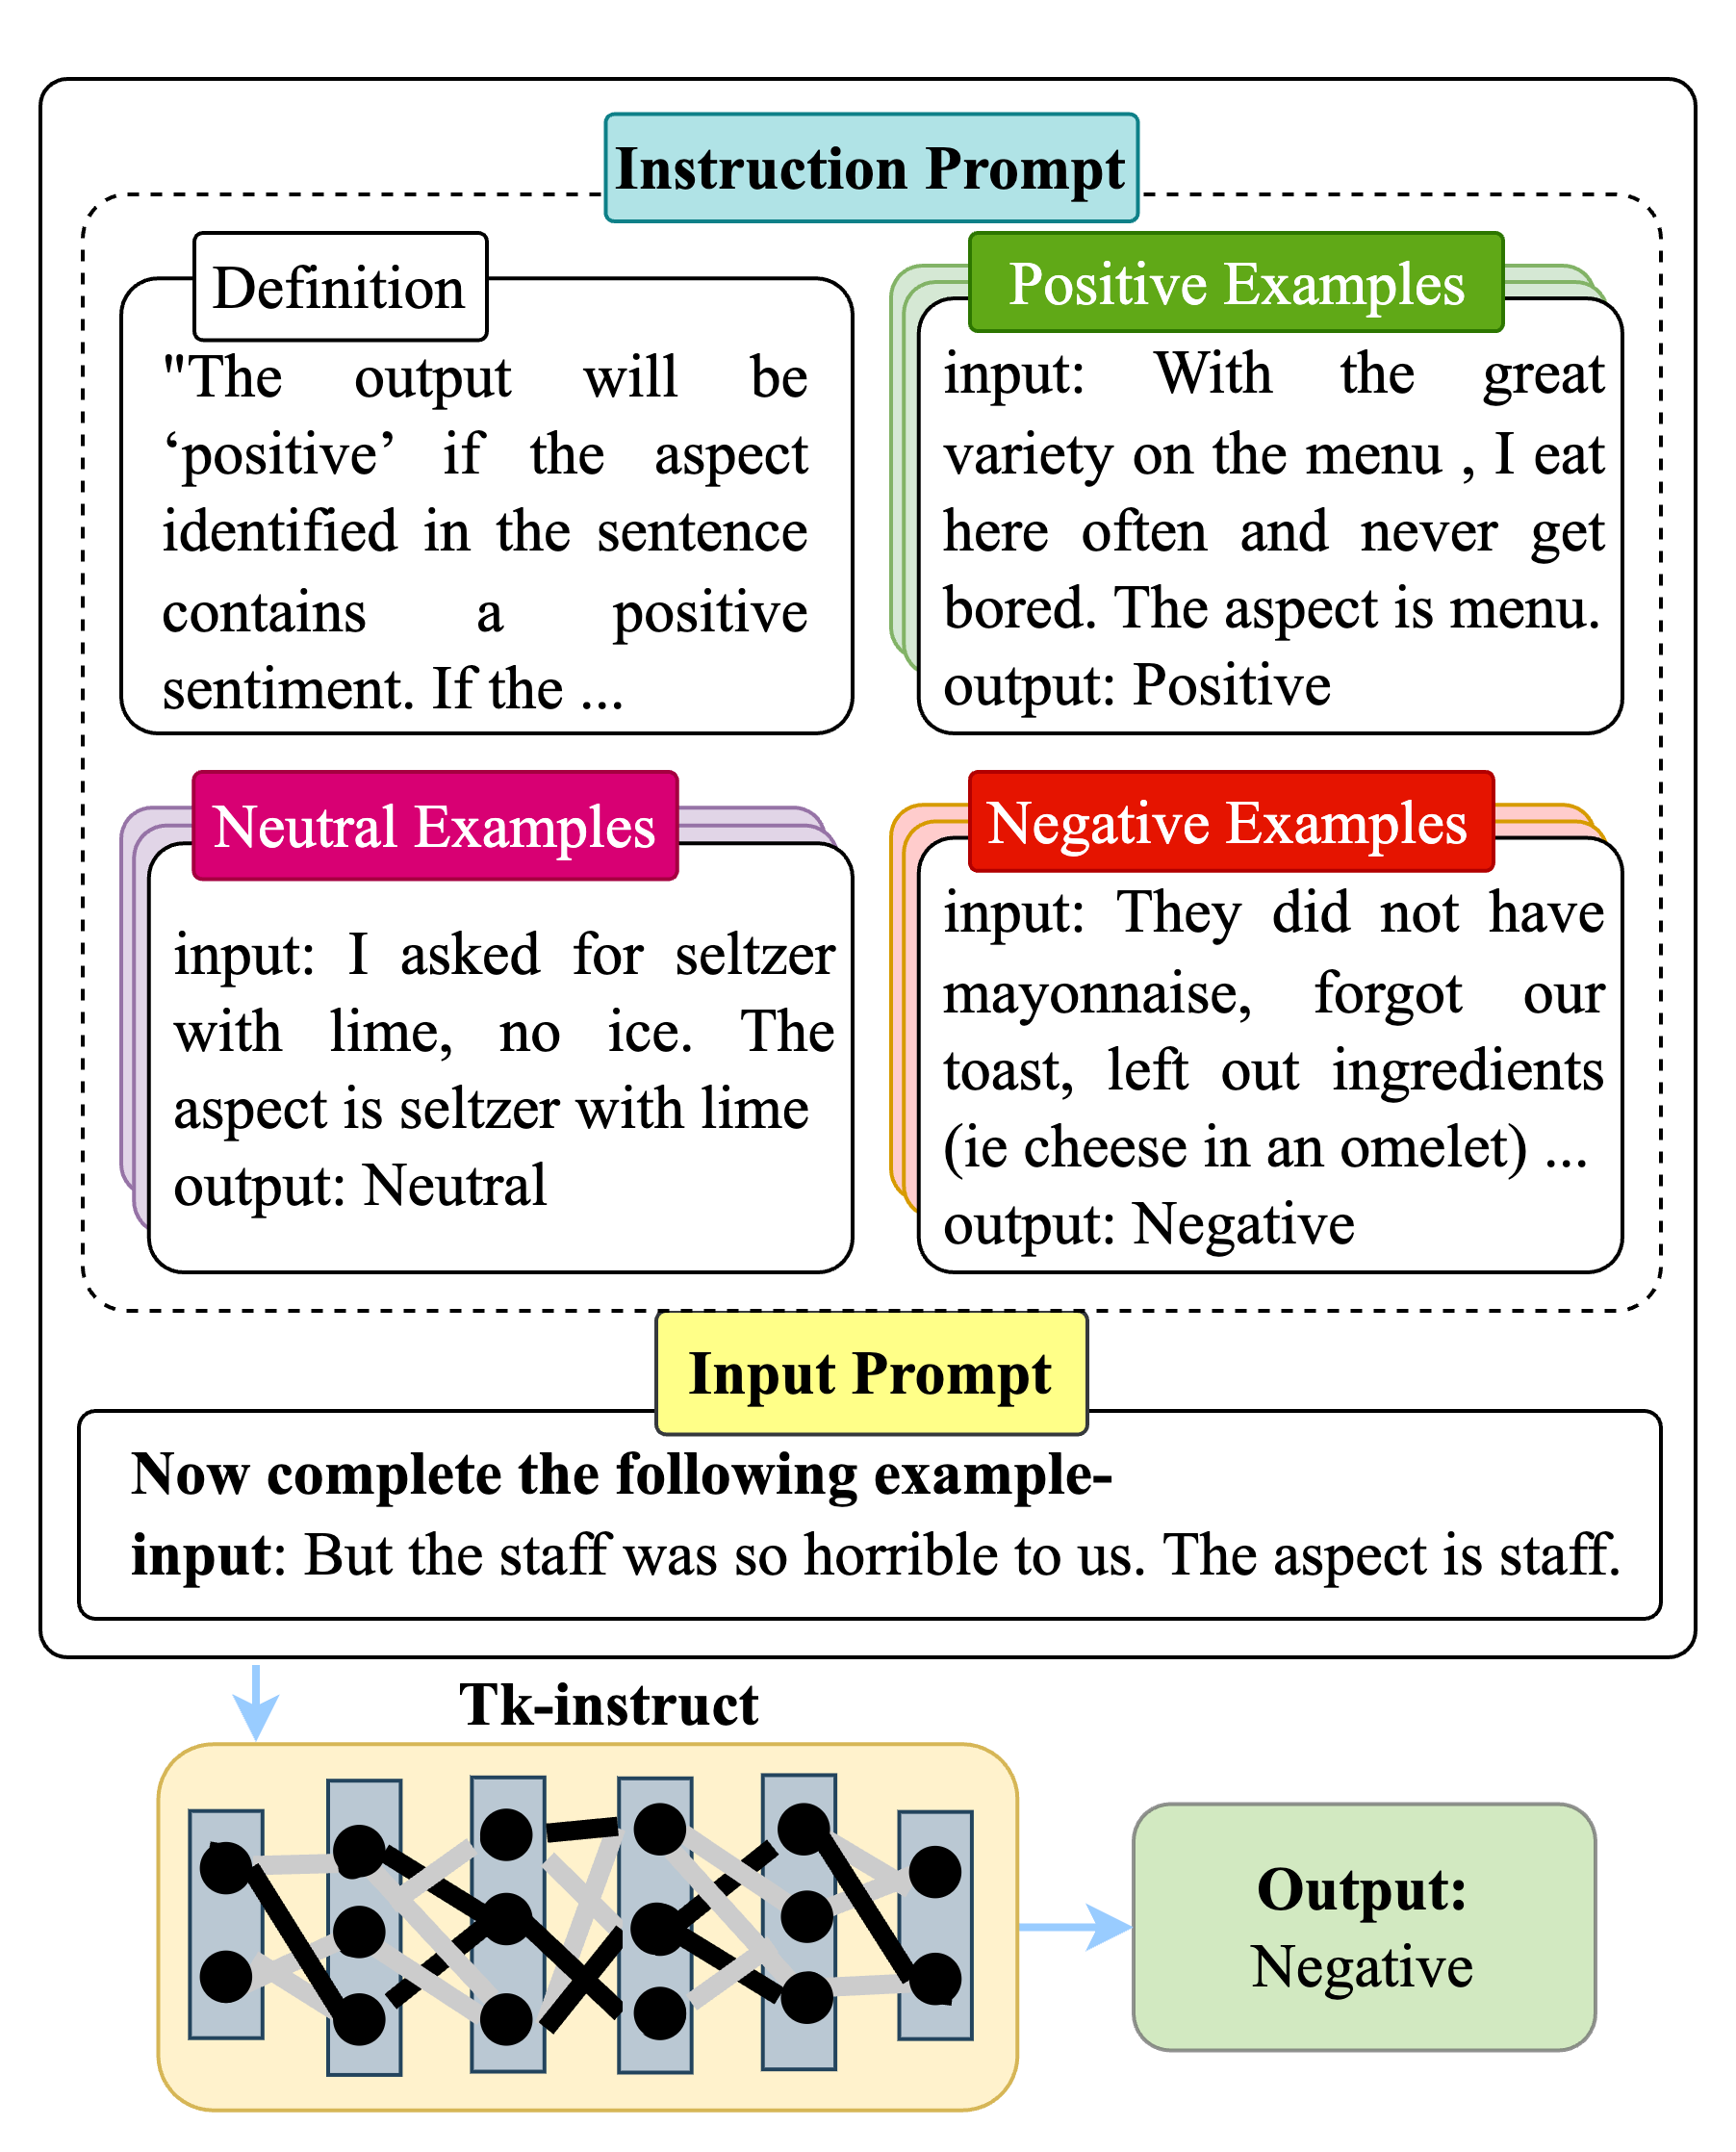 Instruction Prompt
Definition
"The output will be
‘positive’ if the aspect
identified in the sentence
contains a positive
sentiment. If the ...
Positive Examples
input: With the great
variety on the menu , I eat
here often and never get
bored. The aspect is menu.
output: Positive
Neutral Examples
input: I asked for seltzer
with lime, no ice. The
aspect is seltzer with lime
output: Neutral
Negative Examples
input: They did not have
mayonnaise, forgot our
toast, left out ingredients
(ie cheese in an omelet) ...
output: Negative
Input Prompt
Now complete the following example-
input: But the staff was so horrible to us. The aspect is staff.
Tk-instruct
Output:
Negative